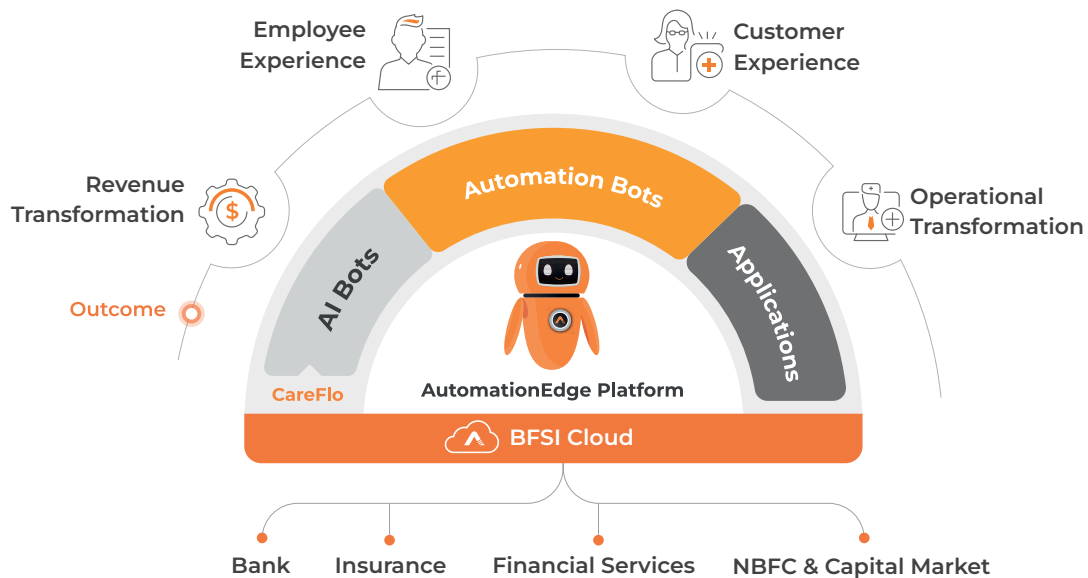 Employee
Experience
Customer
Experience
Revenue
Transformation
$
Operational
Transformation
Outcome
AI Bots
Automation Bots
Applications
CareFlo
AutomationEdge Platform
BFSI Cloud
Bank
Insurance
Financial Services
NBFC & Capital Market